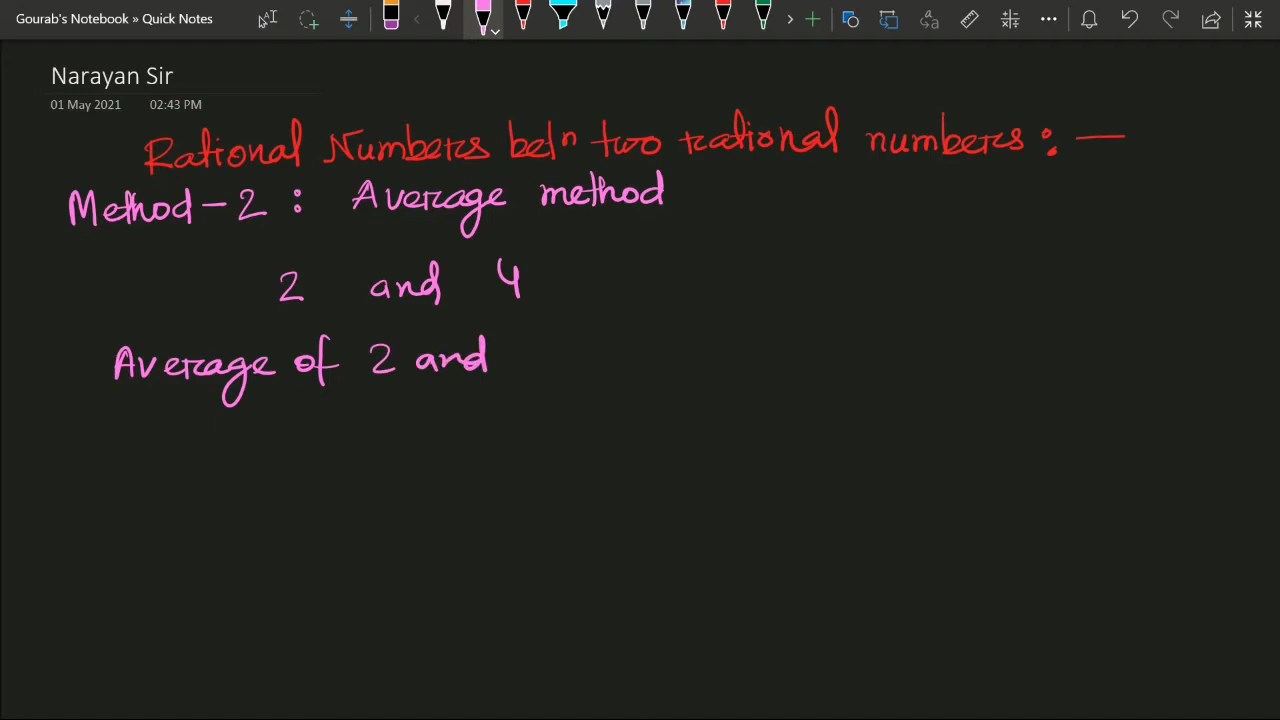 Gourab's Notebook » Quick Notes
Narayan Sir
01 May 2021 02:43 PM
Rational Numbers betn two rational numbers : —
Method - 2 : Average method
2 and 4
Average of 2 and